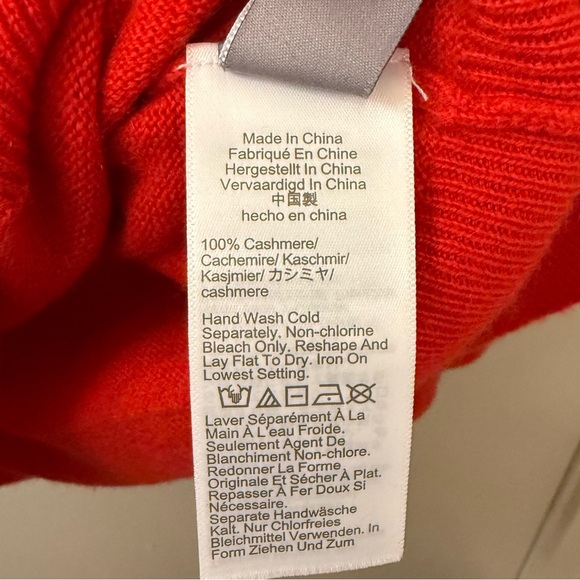 Made In China
Fabriqué En Chine
Hergestellt In China
Vervaardigd In China
中国製
hecho en china
100% Cashmere/
Cachemire/ Kaschmir/
Kasjmier/ カシミヤ/
cashmere
Hand Wash Cold
Separately. Non-chlorine
Bleach Only. Reshape And
Lay Flat To Dry. Iron On
Lowest Setting.
Laver Séparément À La
Main À L'eau Froide.
Seulement Agent De
Blanchiment Non-chlore.
Redonner La Forme
Originale Et Sécher À Plat.
Repasser À Fer Doux Si
Nécessaire.
Separate Handwäsche
Kalt. Nur Chlorfreies
Bleichmittel Verwenden. In
Form Ziehen Und Zum